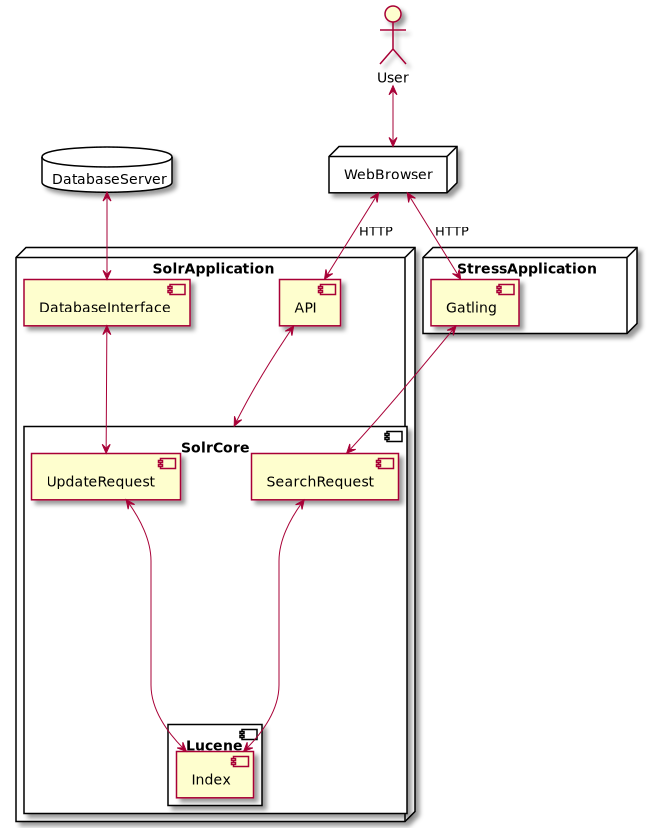 User
DatabaseServer
WebBrowser
HTTP
HTTP
SolrApplication
StressApplication
DatabaseInterface
API
Gatling
SolrCore
UpdateRequest
SearchRequest
Lucene
Index